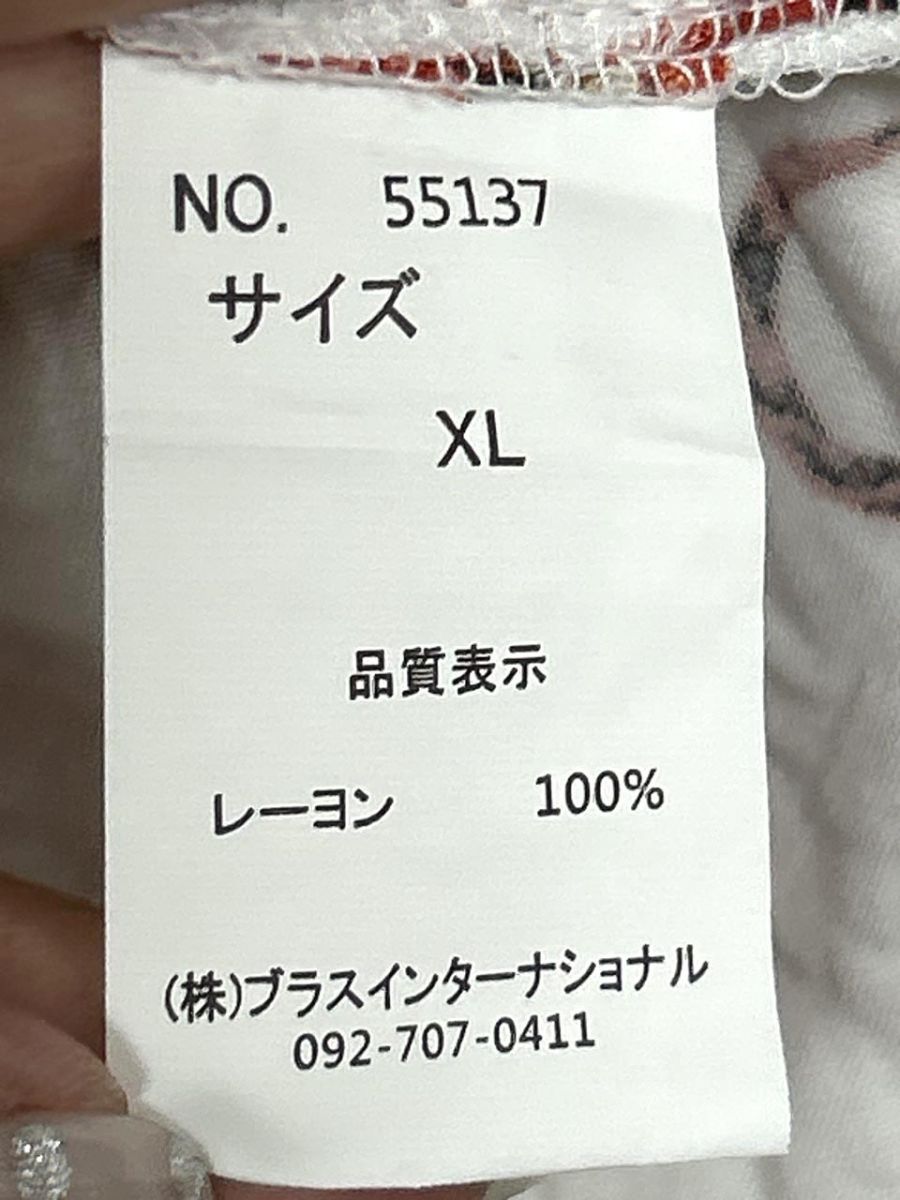 NO. 55137
サイズ
XL
品質表示
レーヨン 100%
(株)ブラスインターナショナル
092-707-0411